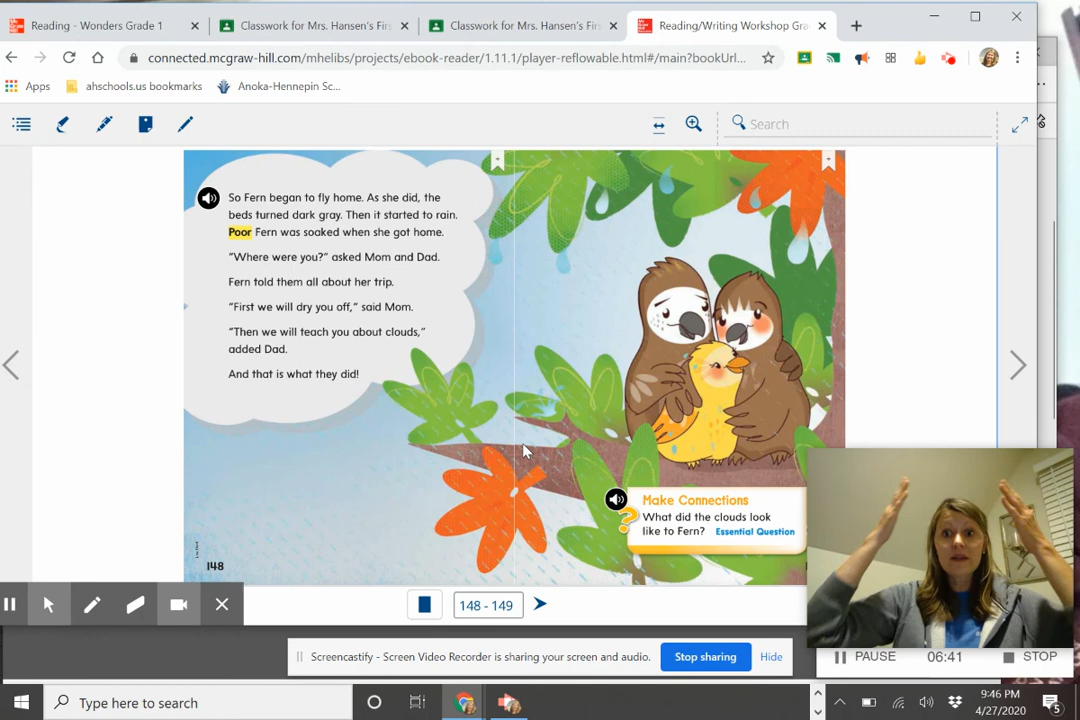 Reading - Wonders Grade 1
Classwork for Mrs. Hansen's Firs
Classwork for Mrs. Hansen's Firs
Reading/Writing Workshop Gra
connected.mcgraw-hill.com/mhelibs/projects/ebook-reader/1.11.1/player-reflowable.html#/main?bookUrl...
Apps
ahschools.us bookmarks
Anoka-Hennepin Sc...
Search
So Fern began to fly home. As she did, the
beds turned dark gray. Then it started to rain.
Poor Fern was soaked when she got home.
“Where were you?” asked Mom and Dad.
Fern told them all about her trip.
“First we will dry you off,” said Mom.
“Then we will teach you about clouds,”
added Dad.
And that is what they did!
Make Connections
What did the clouds look
like to Fern? Essential Question
148
148 - 149
Screencastify - Screen Video Recorder is sharing your screen and audio.
Stop sharing
Hide
PAUSE
06:41
STOP
Type here to search
9:46 PM
4/27/2020
5